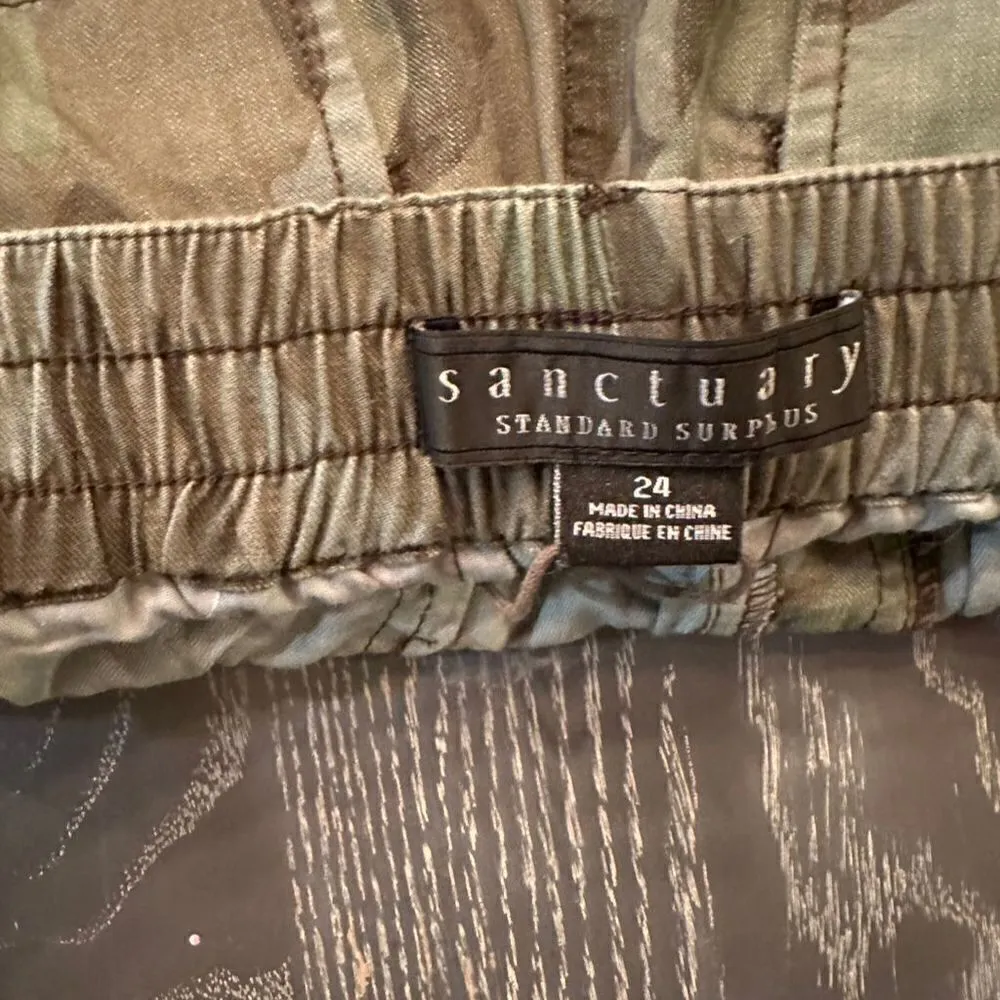 sanctuary
STANDARD SURPLUS
24
MADE IN CHINA
FABRIQUE EN CHINE